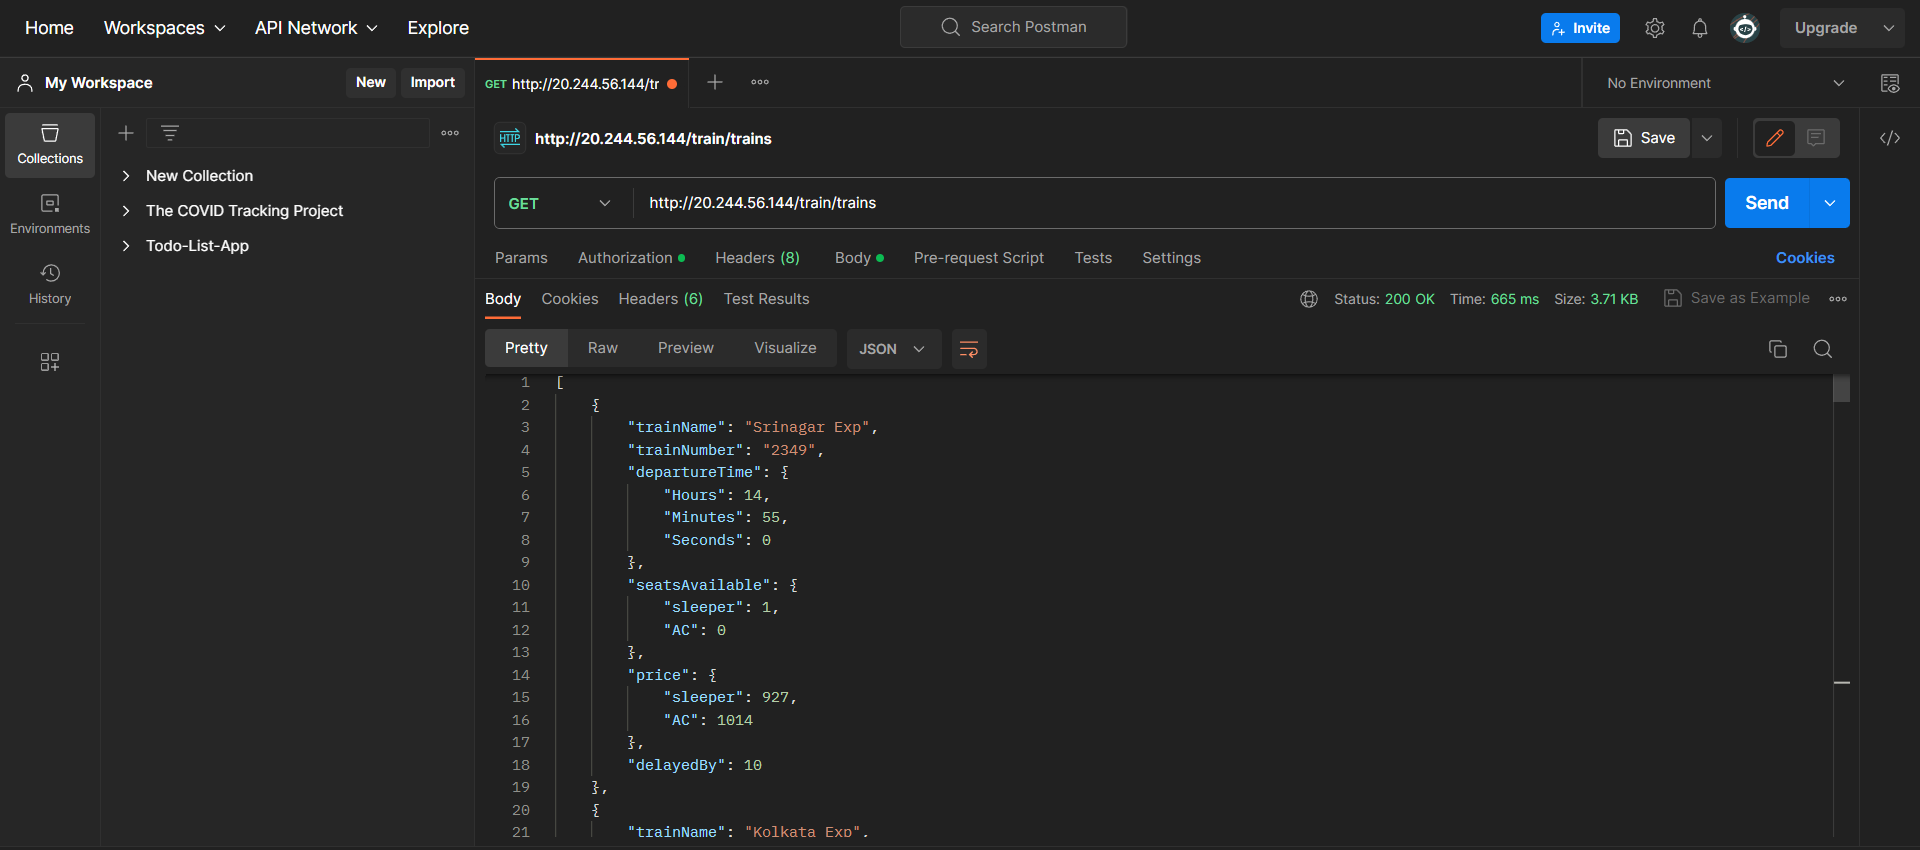 Home Workspaces API Network Explore Search Postman Invite Upgrade
My Workspace New Import GET http://20.244.56.144/tr No Environment
HTTP http://20.244.56.144/train/trains Save
Collections
New Collection
The COVID Tracking Project
Todo-List-App
Environments
History
GET http://20.244.56.144/train/trains Send
Params Authorization Headers (8) Body Pre-request Script Tests Settings Cookies
Body Cookies Headers (6) Test Results Status: 200 OK Time: 665 ms Size: 3.71 KB Save as Example
Pretty Raw Preview Visualize JSON
1 [
2 {
3 "trainName": "Srinagar Exp",
4 "trainNumber": "2349",
5 "departureTime": {
6 "Hours": 14,
7 "Minutes": 55,
8 "Seconds": 0
9 },
10 "seatsAvailable": {
11 "sleeper": 1,
12 "AC": 0
13 },
14 "price": {
15 "sleeper": 927,
16 "AC": 1014
17 },
18 "delayedBy": 10
19 },
20 {
21 "trainName": "Kolkata Exp",